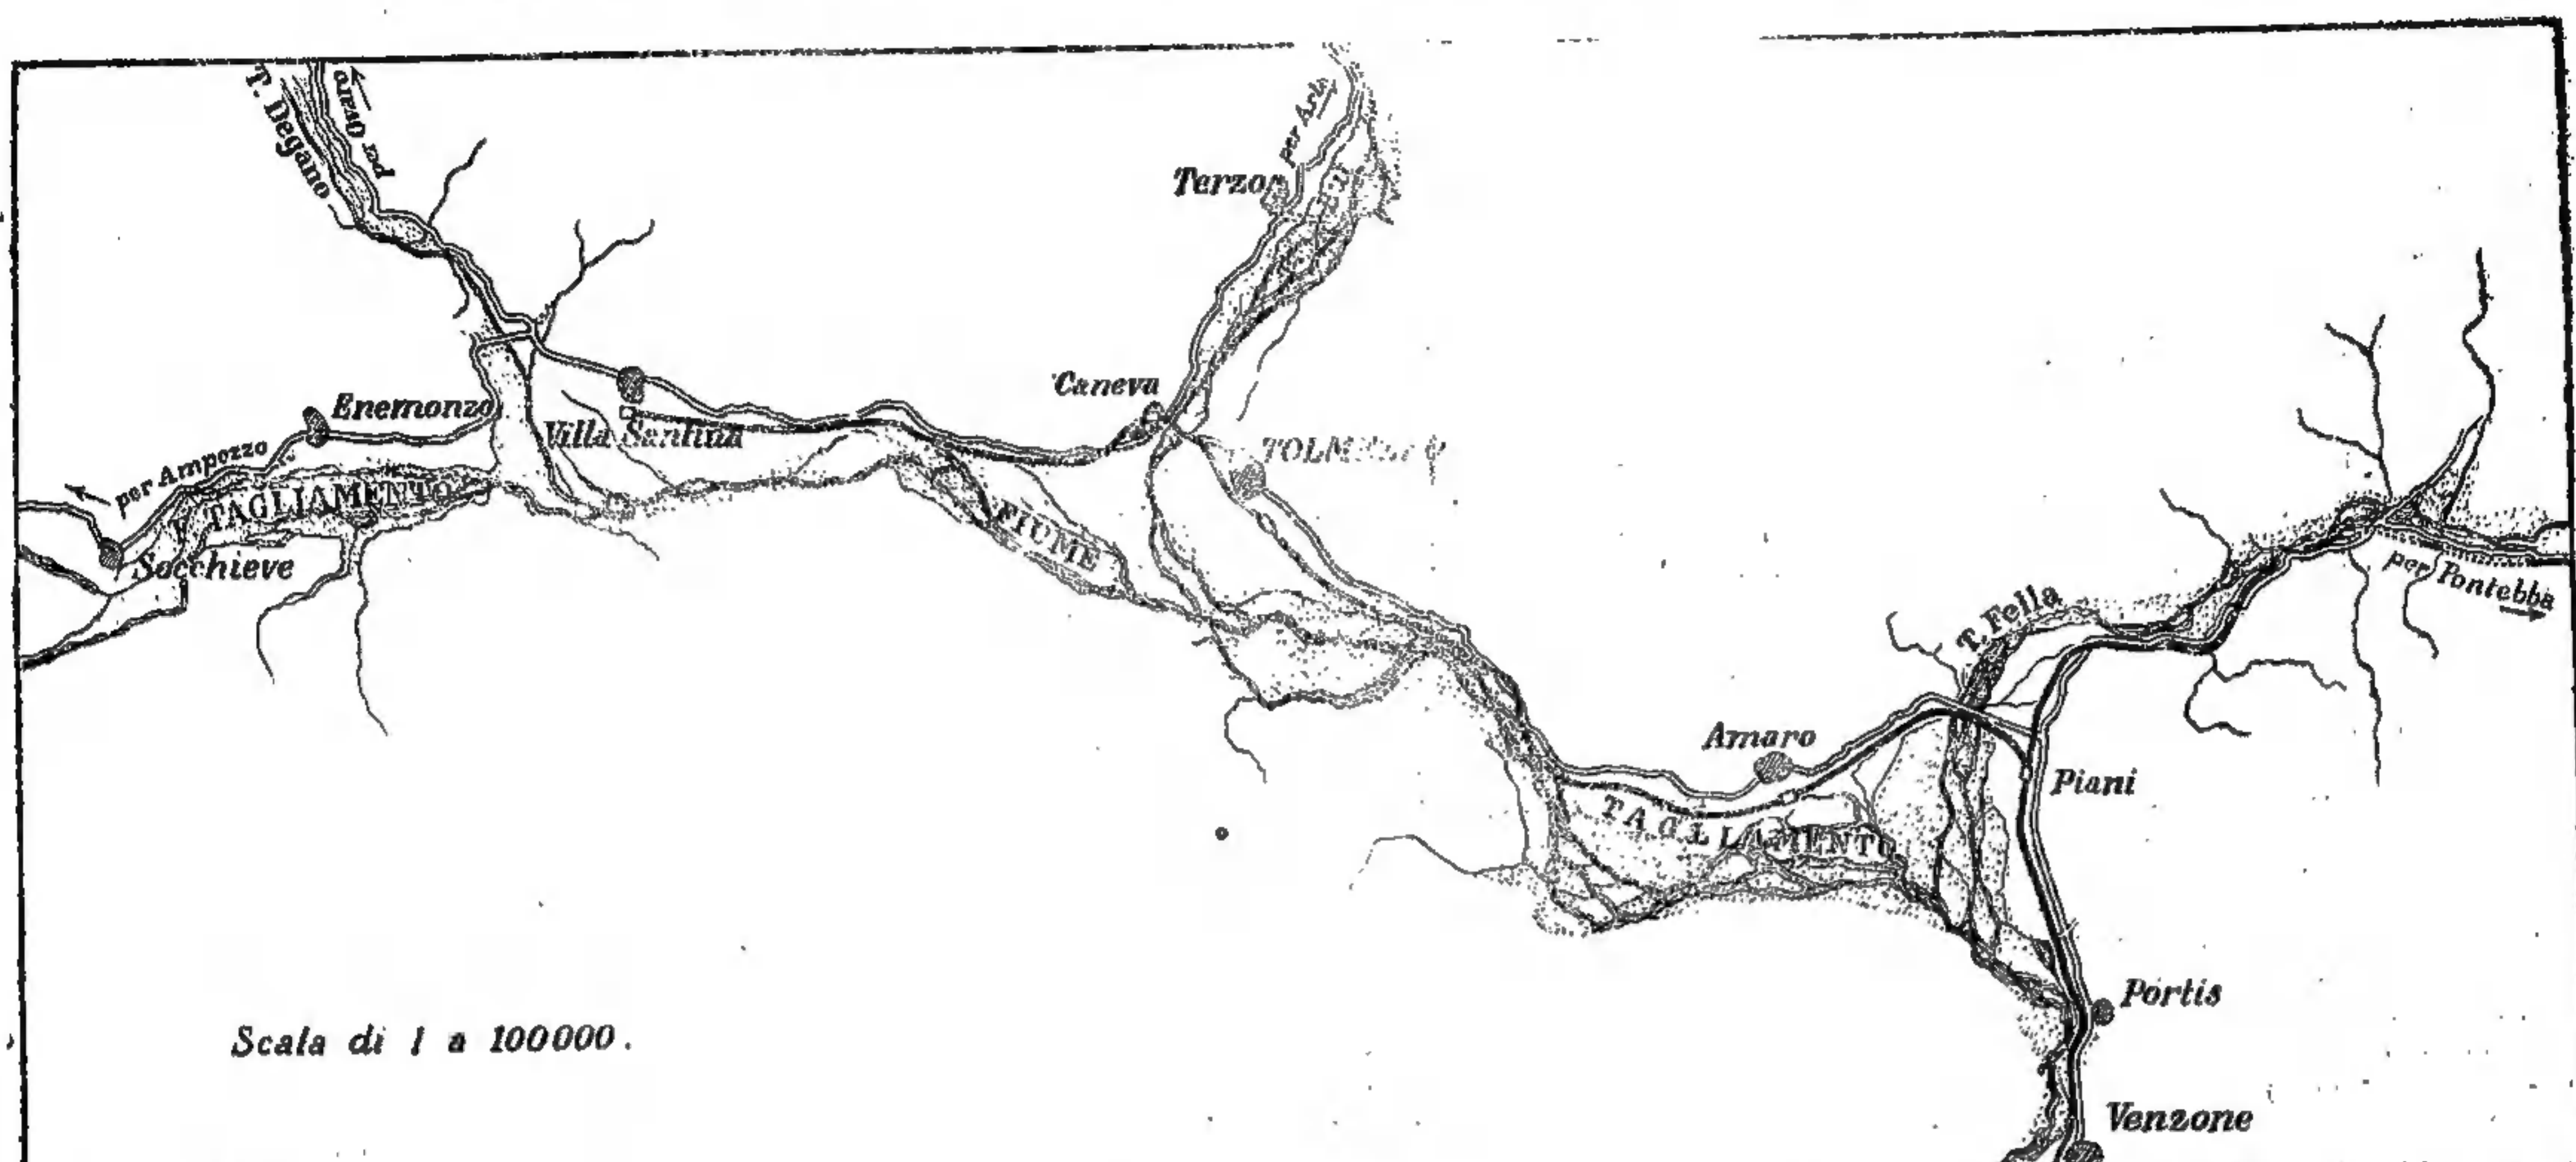 T. Degano
per Ovaro
Terzo
per
Caneva
Enemonzo
Villa Santina
per Ampezzo
F. TAGLIAMENTO
Socchieve
FIUME
T. Fella
per Pontebba
Amaro
Piani
TAGLIAMENTO
Portis
Scala di 1 a 100000.
Venzone